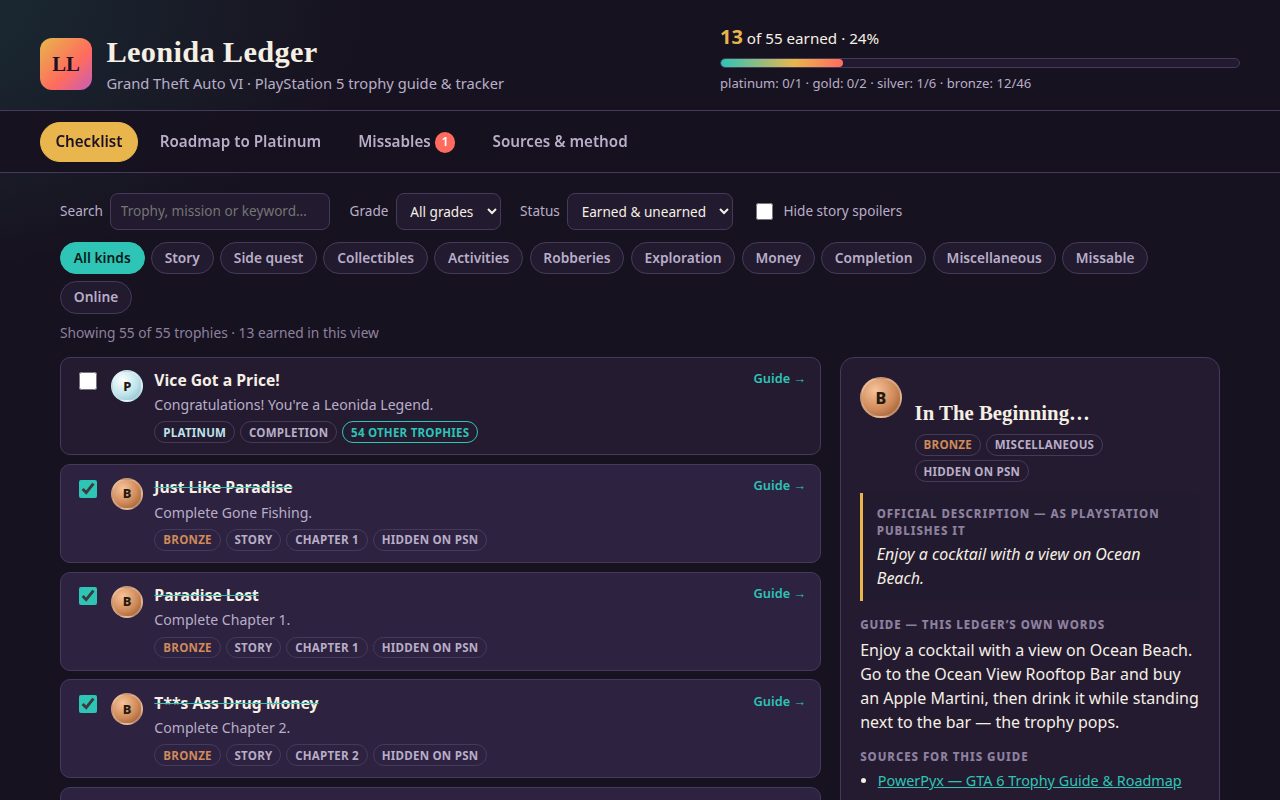 LL
Leonida Ledger
Grand Theft Auto VI · PlayStation 5 trophy guide & tracker
13 of 55 earned · 24%
platinum: 0/1 · gold: 0/2 · silver: 1/6 · bronze: 12/46
Checklist Roadmap to Platinum Missables 1 Sources & method
Search Trophy, mission or keyword... Grade All grades Status Earned & unearned Hide story spoilers
All kinds Story Side quest Collectibles Activities Robberies Exploration Money Completion Miscellaneous Missable
Online
Showing 55 of 55 trophies · 13 earned in this view
P Vice Got a Price! Guide →
Congratulations! You're a Leonida Legend.
PLATINUM COMPLETION 54 OTHER TROPHIES
B Just Like Paradise Guide →
Complete Gone Fishing.
BRONZE STORY CHAPTER 1 HIDDEN ON PSN
B Paradise Lost Guide →
Complete Chapter 1.
BRONZE STORY CHAPTER 1 HIDDEN ON PSN
B T**s Ass Drug Money Guide →
Complete Chapter 2.
BRONZE STORY CHAPTER 2 HIDDEN ON PSN
B In The Beginning…
BRONZE MISCELLANEOUS
HIDDEN ON PSN
OFFICIAL DESCRIPTION — AS PLAYSTATION
PUBLISHES IT
Enjoy a cocktail with a view on Ocean
Beach.
GUIDE — THIS LEDGER'S OWN WORDS
Enjoy a cocktail with a view on Ocean Beach.
Go to the Ocean View Rooftop Bar and buy
an Apple Martini, then drink it while standing
next to the bar — the trophy pops.
SOURCES FOR THIS GUIDE
• PowerPyx — GTA 6 Trophy Guide & Roadmap